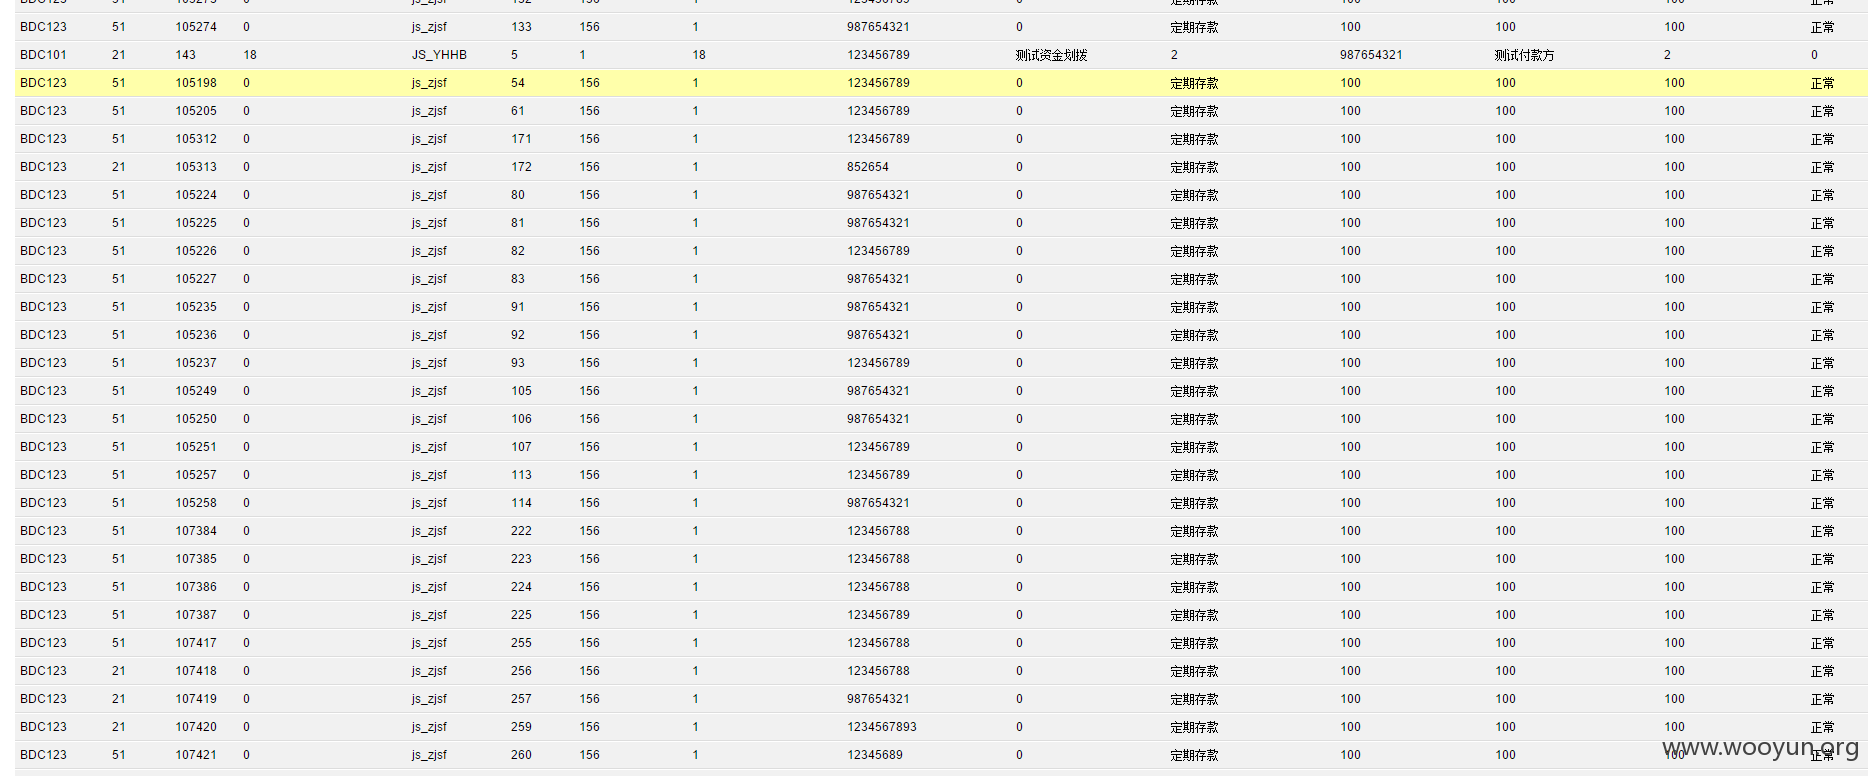 BDC123 51 105273 0 js_zjsf 132 156 1 123456789 0 定期存款 100 100 100 正常
BDC123 51 105274 0 js_zjsf 133 156 1 987654321 0 定期存款 100 100 100 正常
BDC101 21 143 18 JS_YHHB 5 1 18 123456789 测试资金划拨 2 987654321 测试付款方 2 0
BDC123 51 105198 0 js_zjsf 54 156 1 123456789 0 定期存款 100 100 100 正常
BDC123 51 105205 0 js_zjsf 61 156 1 123456789 0 定期存款 100 100 100 正常
BDC123 51 105312 0 js_zjsf 171 156 1 123456789 0 定期存款 100 100 100 正常
BDC123 21 105313 0 js_zjsf 172 156 1 852654 0 定期存款 100 100 100 正常
BDC123 51 105224 0 js_zjsf 80 156 1 987654321 0 定期存款 100 100 100 正常
BDC123 51 105225 0 js_zjsf 81 156 1 987654321 0 定期存款 100 100 100 正常
BDC123 51 105226 0 js_zjsf 82 156 1 123456789 0 定期存款 100 100 100 正常
BDC123 51 105227 0 js_zjsf 83 156 1 987654321 0 定期存款 100 100 100 正常
BDC123 51 105235 0 js_zjsf 91 156 1 987654321 0 定期存款 100 100 100 正常
BDC123 51 105236 0 js_zjsf 92 156 1 987654321 0 定期存款 100 100 100 正常
BDC123 51 105237 0 js_zjsf 93 156 1 123456789 0 定期存款 100 100 100 正常
BDC123 51 105249 0 js_zjsf 105 156 1 987654321 0 定期存款 100 100 100 正常
BDC123 51 105250 0 js_zjsf 106 156 1 987654321 0 定期存款 100 100 100 正常
BDC123 51 105251 0 js_zjsf 107 156 1 123456789 0 定期存款 100 100 100 正常
BDC123 51 105257 0 js_zjsf 113 156 1 123456789 0 定期存款 100 100 100 正常
BDC123 51 105258 0 js_zjsf 114 156 1 987654321 0 定期存款 100 100 100 正常
BDC123 51 107384 0 js_zjsf 222 156 1 123456788 0 定期存款 100 100 100 正常
BDC123 51 107385 0 js_zjsf 223 156 1 123456788 0 定期存款 100 100 100 正常
BDC123 51 107386 0 js_zjsf 224 156 1 123456788 0 定期存款 100 100 100 正常
BDC123 51 107387 0 js_zjsf 225 156 1 123456789 0 定期存款 100 100 100 正常
BDC123 51 107417 0 js_zjsf 255 156 1 123456788 0 定期存款 100 100 100 正常
BDC123 21 107418 0 js_zjsf 256 156 1 123456788 0 定期存款 100 100 100 正常
BDC123 21 107419 0 js_zjsf 257 156 1 987654321 0 定期存款 100 100 100 正常
BDC123 21 107420 0 js_zjsf 259 156 1 1234567893 0 定期存款 100 100 100 正常
BDC123 51 107421 0 js_zjsf 260 156 1 12345689 0 定期存款 100 100 100 正常
www.wooyun.org